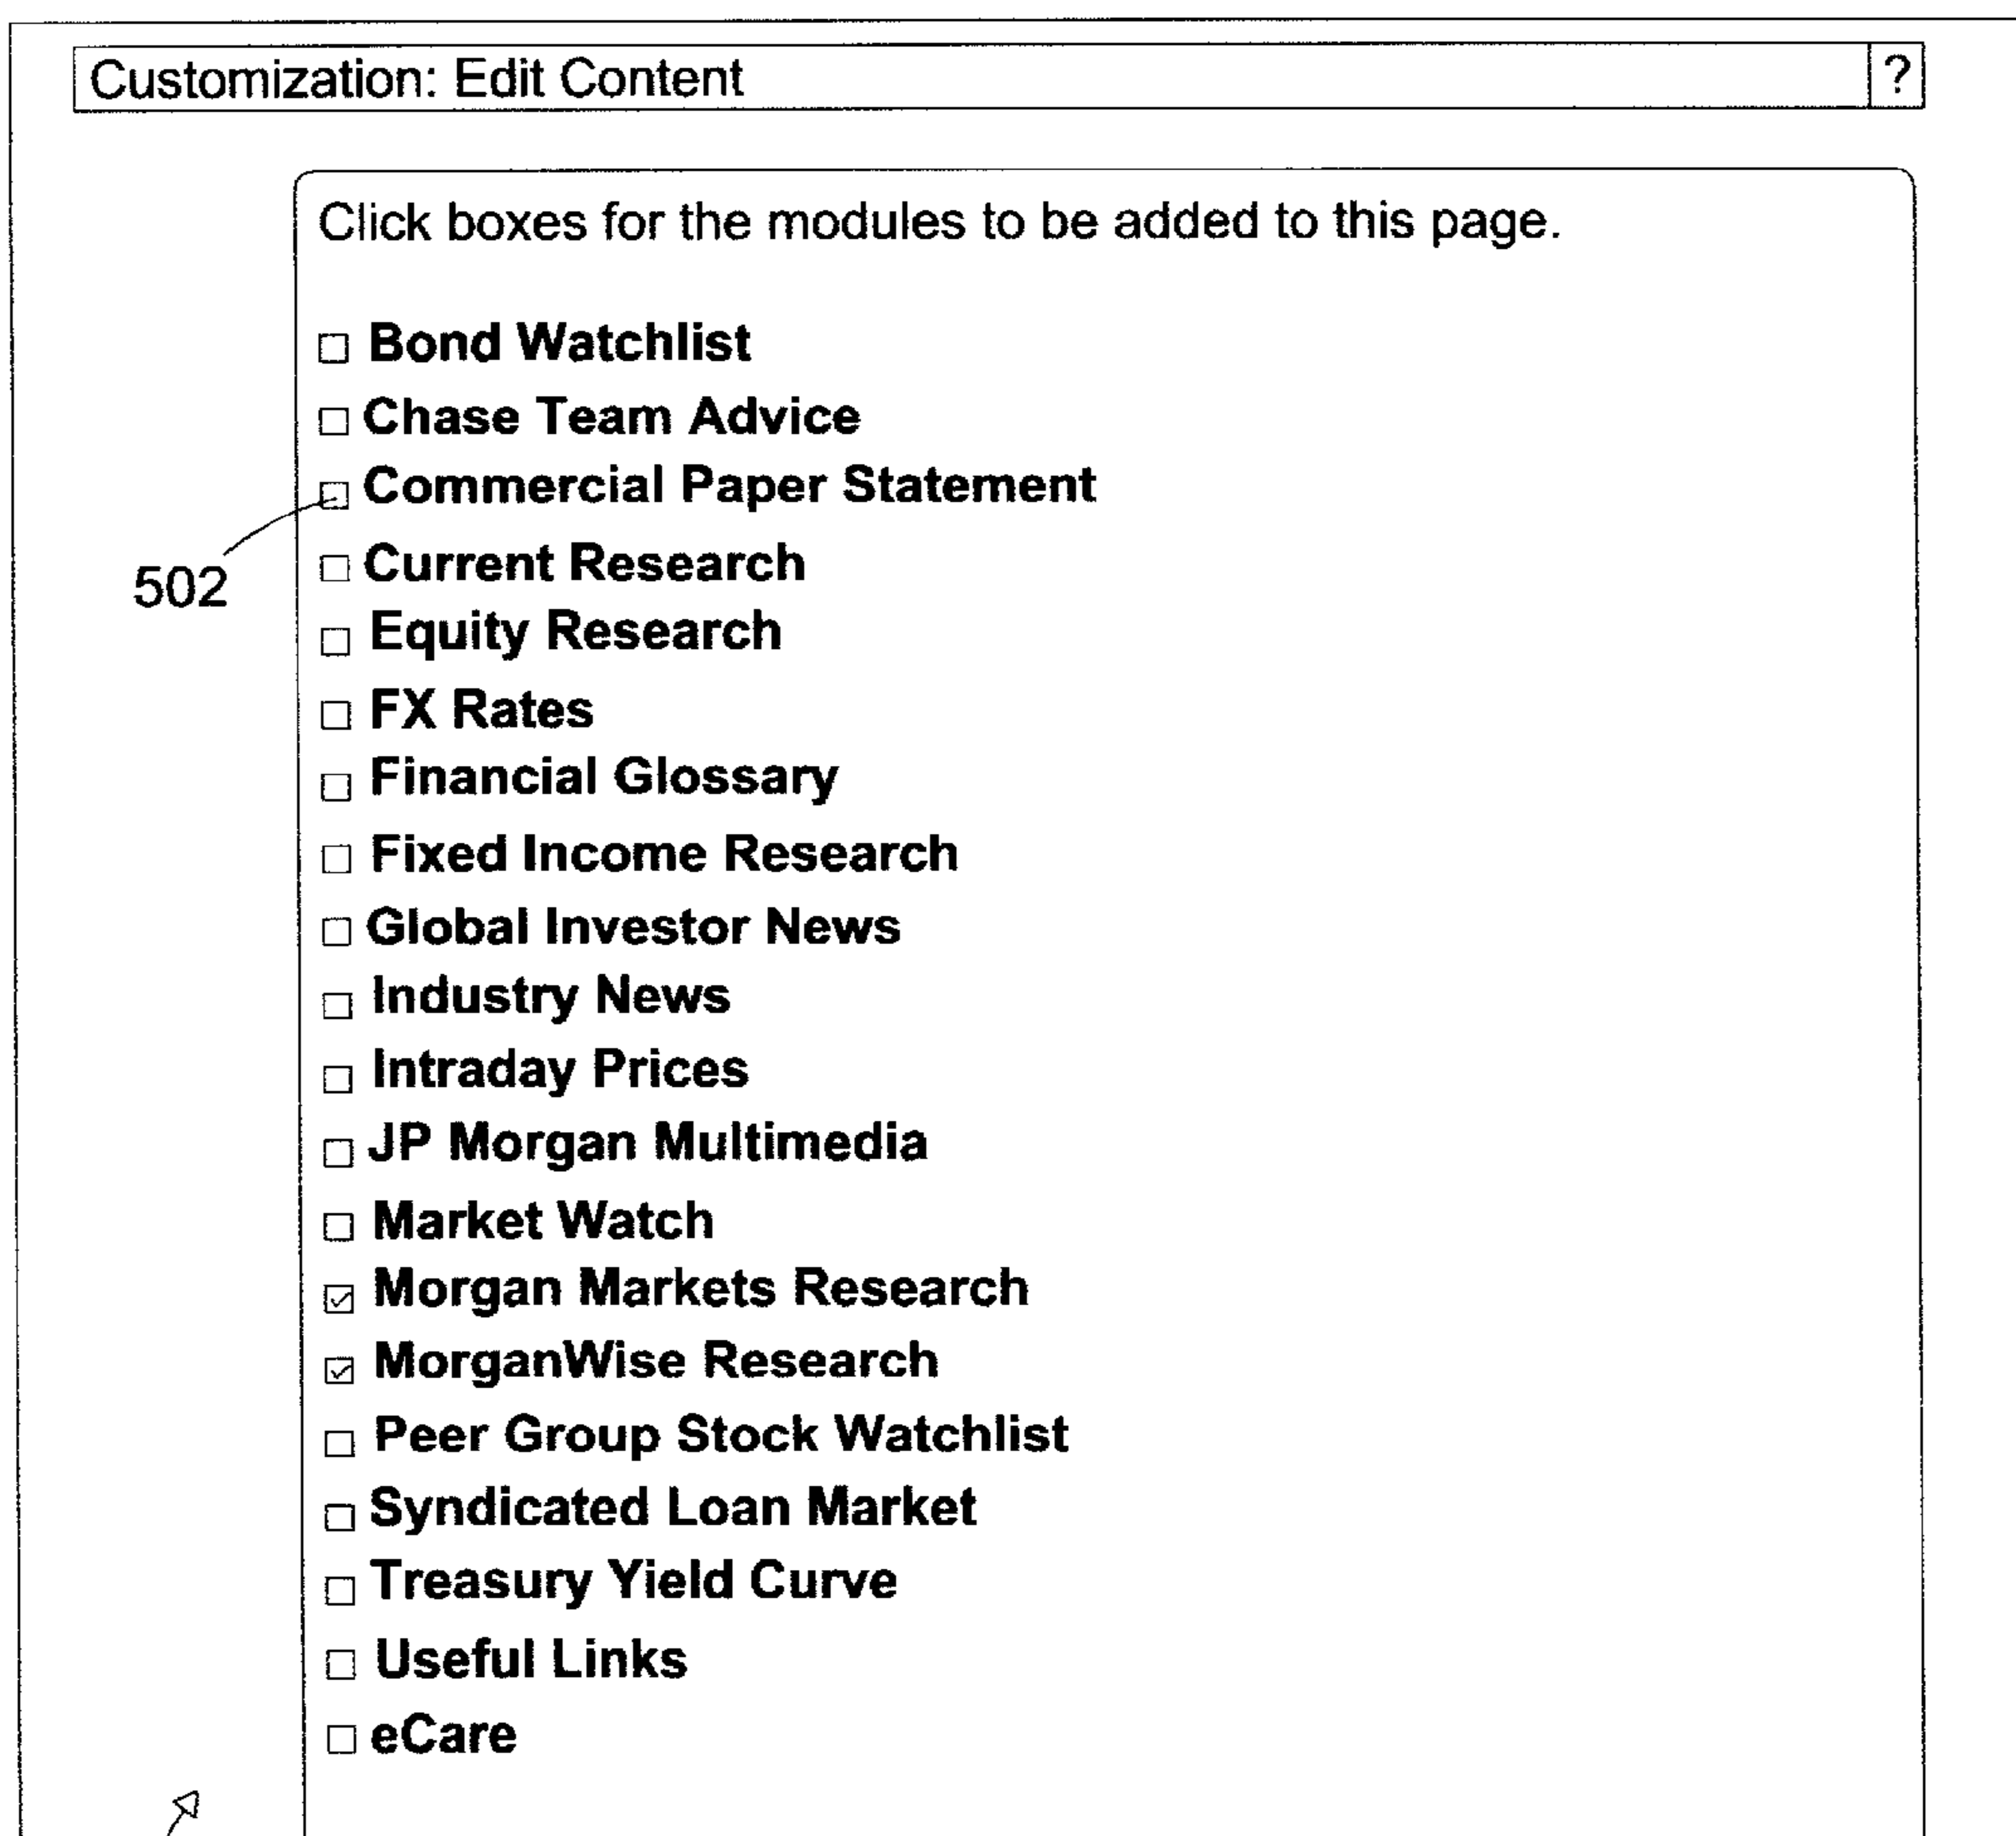 Customization: Edit Content ?
Click boxes for the modules to be added to this page.
Bond Watchlist
Chase Team Advice
Commercial Paper Statement
502
Current Research
Equity Research
FX Rates
Financial Glossary
Fixed Income Research
Global Investor News
Industry News
Intraday Prices
JP Morgan Multimedia
Market Watch
Morgan Markets Research
MorganWise Research
Peer Group Stock Watchlist
Syndicated Loan Market
Treasury Yield Curve
Useful Links
eCare